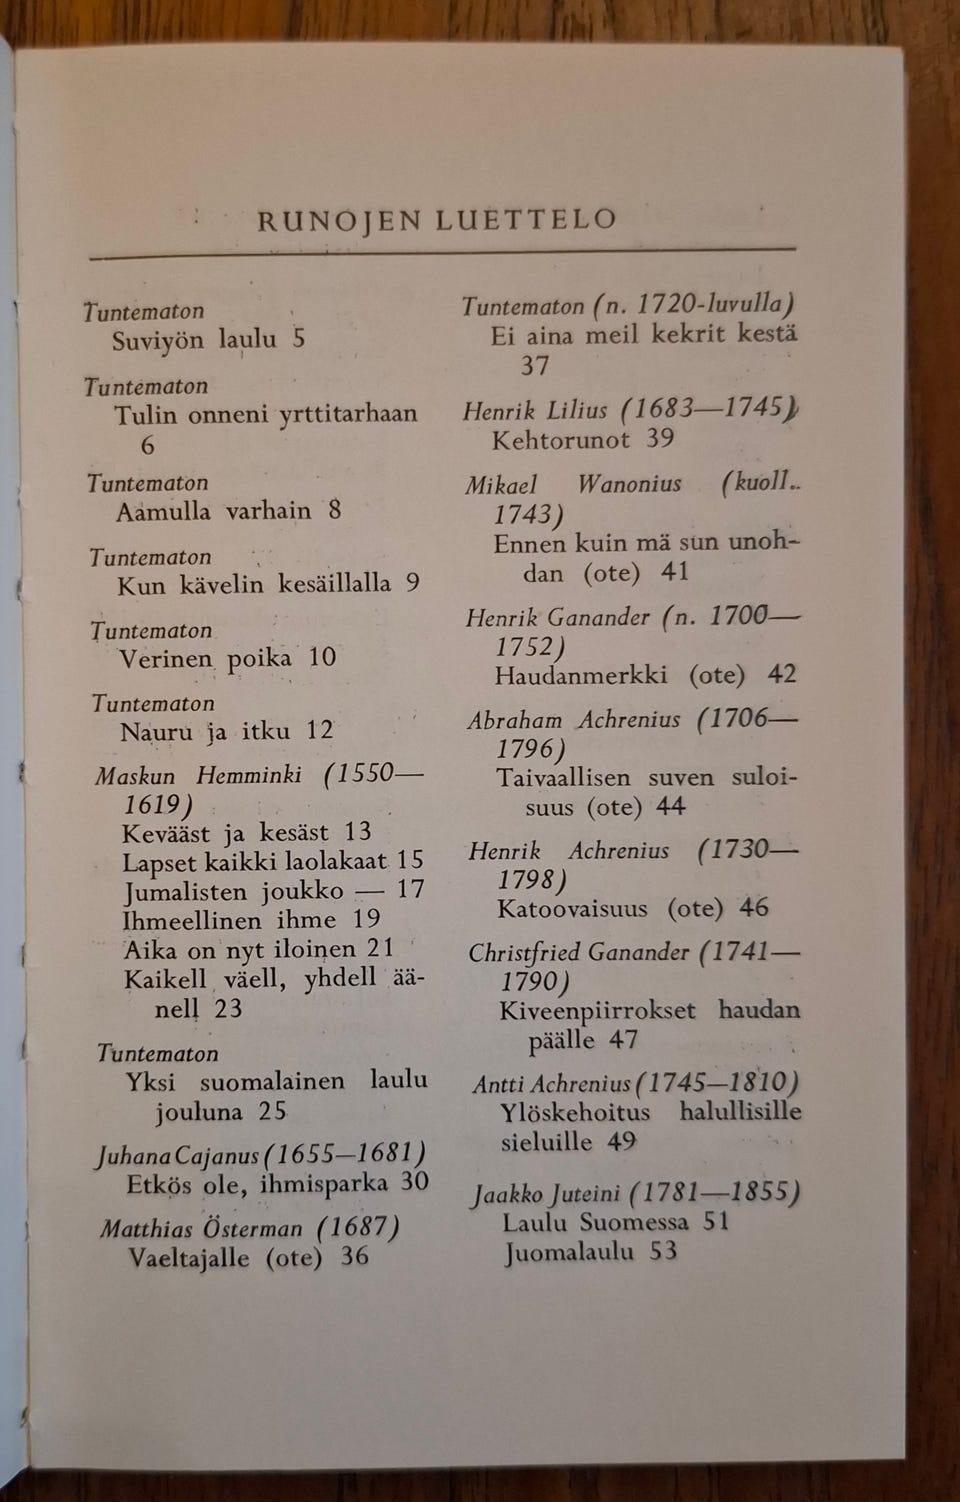 RUNOJEN LUETTELO
Tuntematon
Suviyön laulu 5
Tuntematon
Tulin onneni yrttitarhaan
6
Tuntematon
Aamulla varhain 8
Tuntematon
Kun kävelin kesäillalla 9
Tuntematon
Verinen poika 10
Tuntematon
Nauru ja itku 12
Maskun Hemminki (1550—
1619)
Kevääst ja kesäst 13
Lapset kaikki laolakaat 15
Jumalisten joukko — 17
Ihmeellinen ihme 19
Aika on nyt iloinen 21
Kaikell väell, yhdell ää-
nell 23
Tuntematon
Yksi suomalainen laulu
jouluna 25
Juhana Cajanus (1655—1681)
Etkös ole, ihmisparka 30
Matthias Österman (1687)
Vaeltajalle (ote) 36
Tuntematon (n. 1720-luvulla)
Ei aina meil kekrit kestä
37
Henrik Lilius (1683—1745)
Kehtorunot 39
Mikael Wanonius (kuoll.
1743)
Ennen kuin mä sun unoh-
dan (ote) 41
Henrik Ganander (n. 1700—
1752)
Haudanmerkki (ote) 42
Abraham Achrenius (1706—
1796)
Taivaallisen suven suloi-
suus (ote) 44
Henrik Achrenius (1730—
1798)
Katoovaisuus (ote) 46
Christfried Ganander (1741—
1790)
Kiveenpiirrokset haudan
päälle 47
Antti Achrenius (1745—1810)
Ylöskehoitus halullisille
sieluille 49
Jaakko Juteini (1781—1855)
Laulu Suomessa 51
Juomalaulu 53